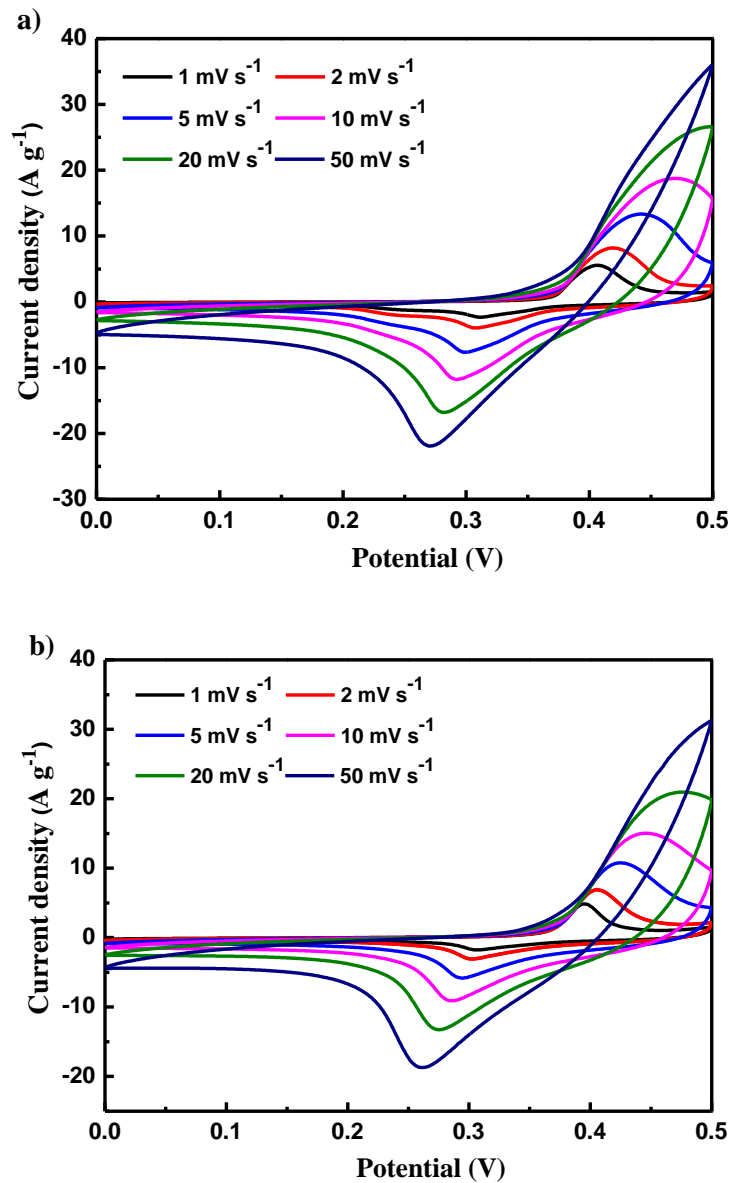 a)
40
30
20
10
0
-10
-20
-30
1 mV s⁻¹ 2 mV s⁻¹
5 mV s⁻¹ 10 mV s⁻¹
20 mV s⁻¹ 50 mV s⁻¹
Current density (A g⁻¹)
0.0 0.1 0.2 0.3 0.4 0.5
Potential (V)
b)
40
30
20
10
0
-10
-20
1 mV s⁻¹ 2 mV s⁻¹
5 mV s⁻¹ 10 mV s⁻¹
20 mV s⁻¹ 50 mV s⁻¹
Current density (A g⁻¹)
0.0 0.1 0.2 0.3 0.4 0.5
Potential (V)